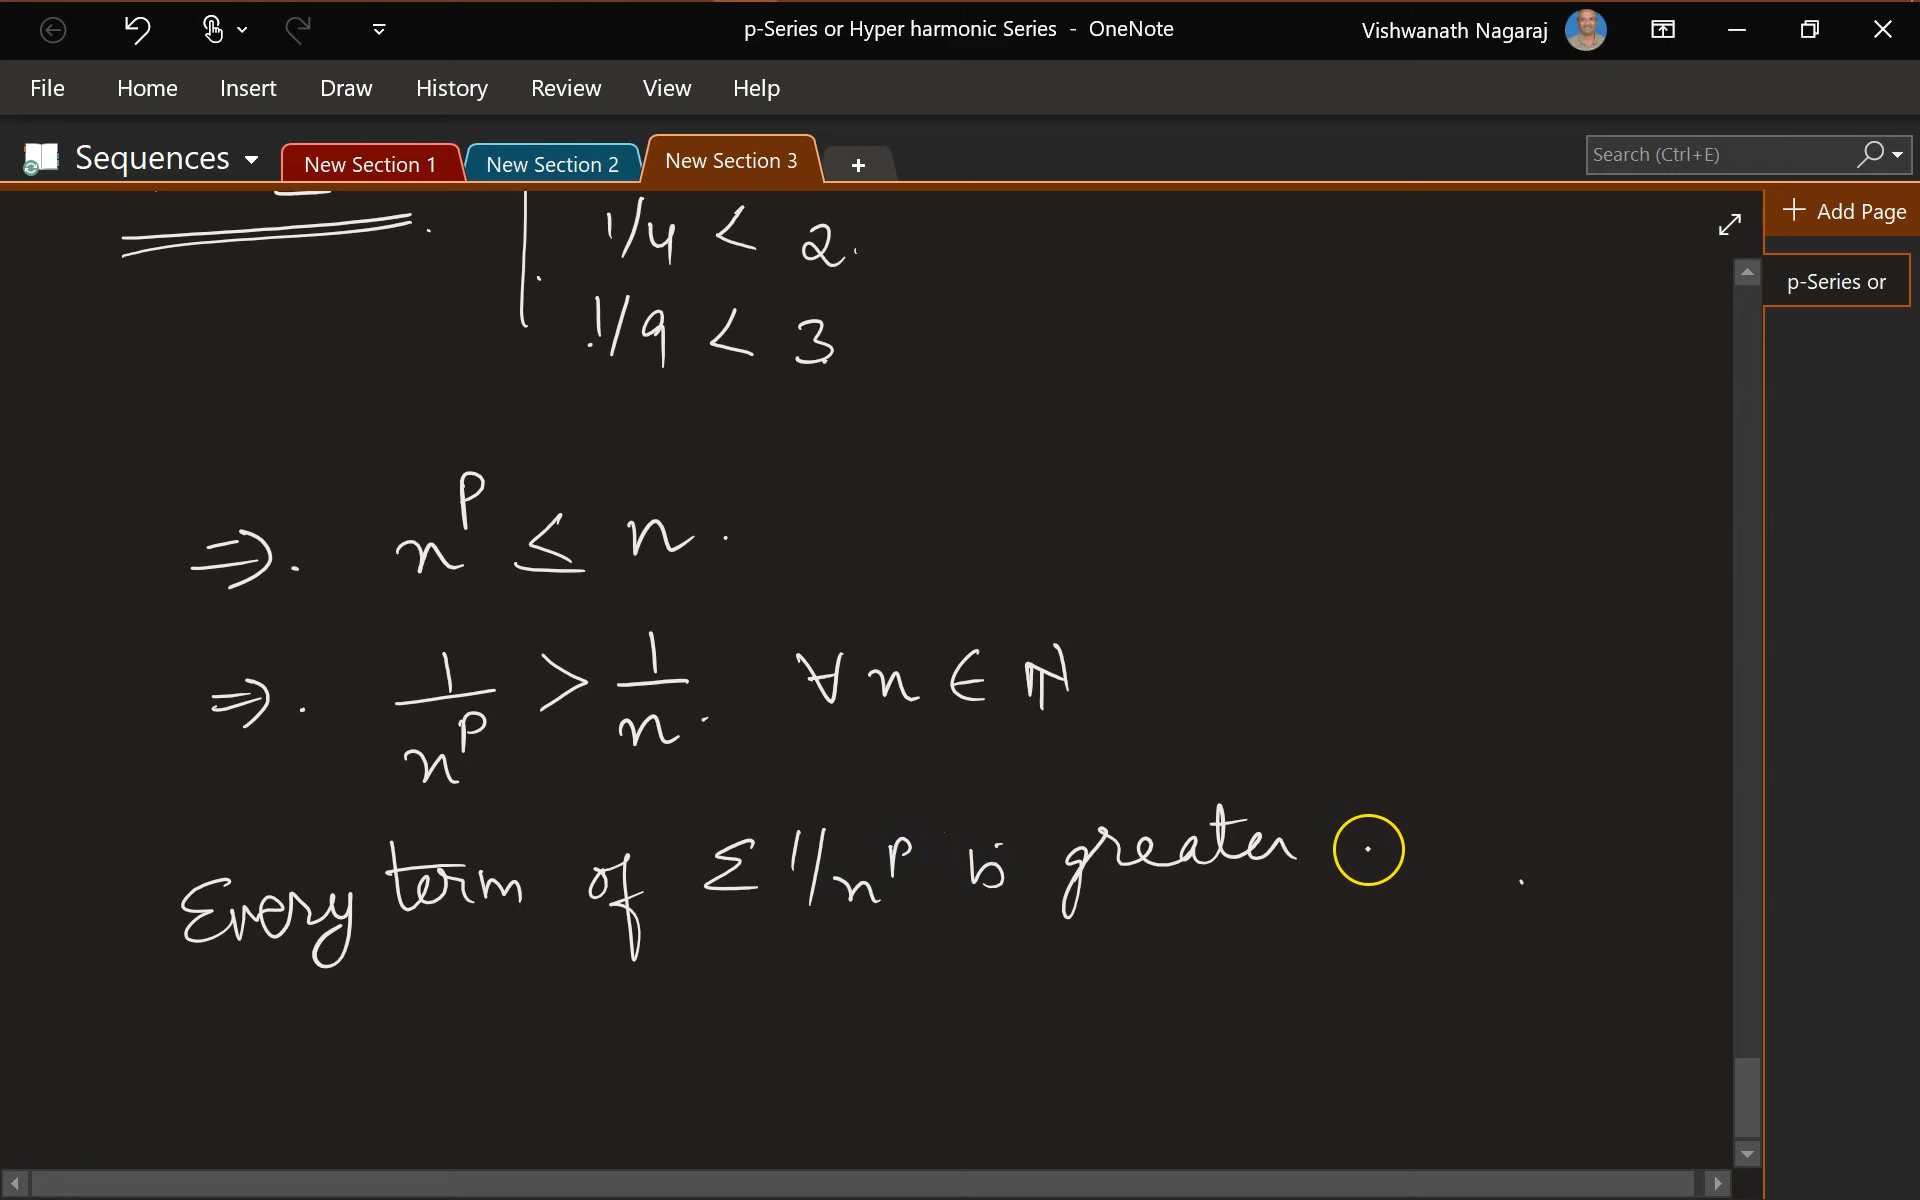 p-Series or Hyper harmonic Series - OneNote
Vishwanath Nagaraj
File Home Insert Draw History Review View Help
Sequences New Section 1 New Section 2 New Section 3 +
Search (Ctrl+E)
+ Add Page
p-Series or
1/4 < 2.
1/9 < 3
⇒. n^p ≤ n.
⇒. 1/n^p > 1/n. ∀ n ∈ ℕ
Every term of Σ 1/n^p is greater